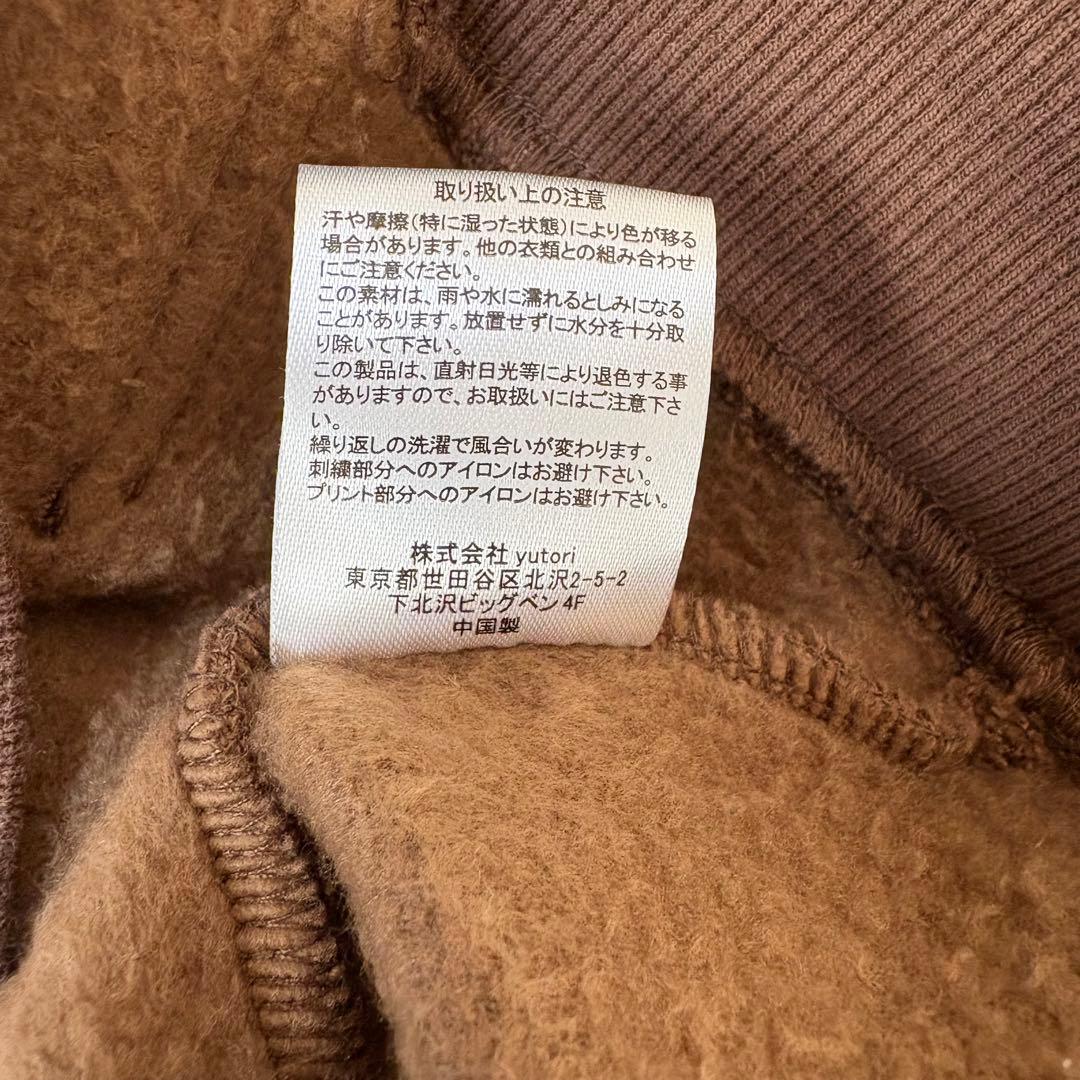 取り扱い上の注意
汗や摩擦(特に湿った状態)により色が移る
場合があります。他の衣類との組み合わせ
にご注意ください。
この素材は、雨や水に濡れるとしみになる
ことがあります。放置せずに水分を十分取
り除いて下さい。
この製品は、直射日光等により退色する事
がありますので、お取扱いにはご注意下さ
い。
繰り返しの洗濯で風合いが変わります。
刺繍部分へのアイロンはお避け下さい。
プリント部分へのアイロンはお避け下さい。
株式会社 yutori
東京都世田谷区北沢2-5-2
下北沢ビッグベン4F
中国製